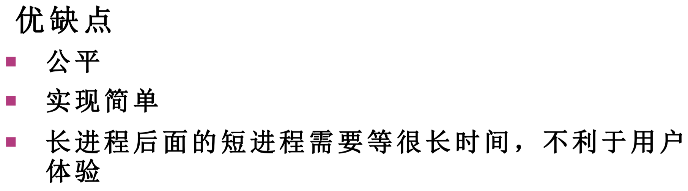 优缺点
公平
实现简单
长进程后面的短进程需要等很长时间，不利于用户
体验